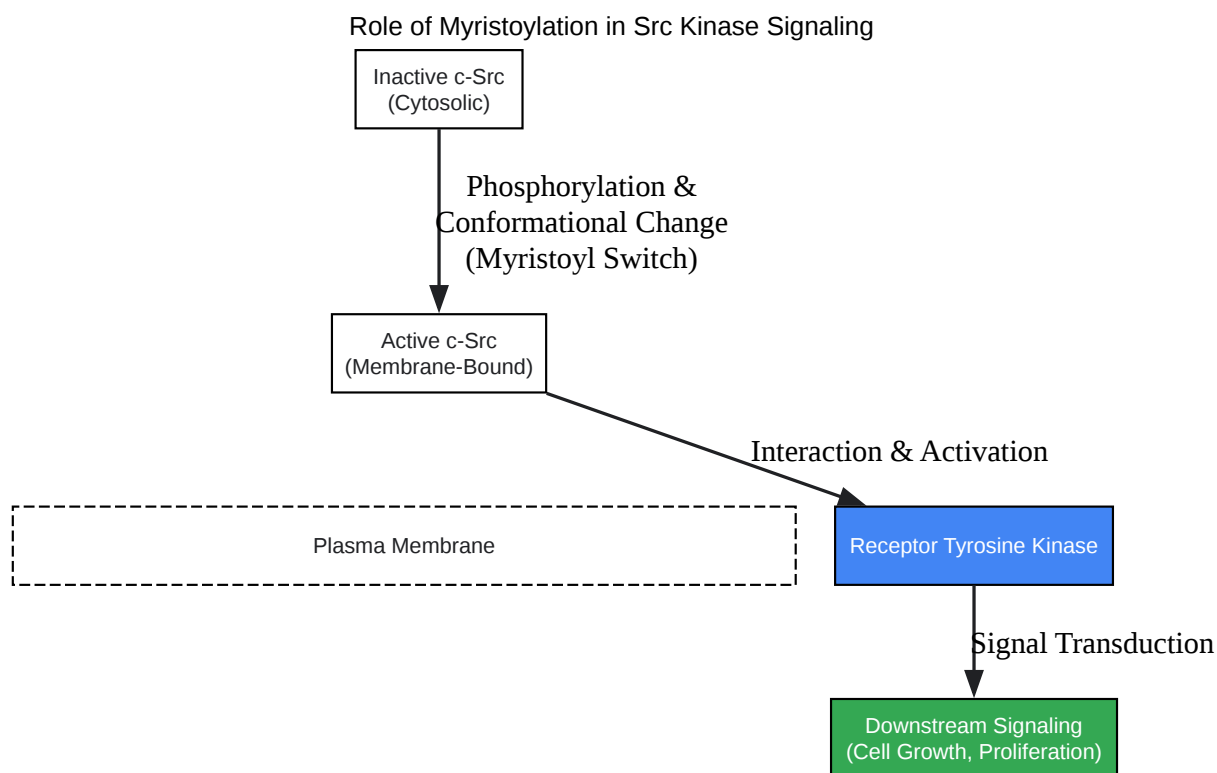 Role of Myristoylation in Src Kinase Signaling
Inactive c-Src
(Cytosolic)
Phosphorylation &
Conformational Change
(Myristoyl Switch)
Active c-Src
(Membrane-Bound)
Interaction & Activation
Plasma Membrane
Receptor Tyrosine Kinase
Signal Transduction
Downstream Signaling
(Cell Growth, Proliferation)